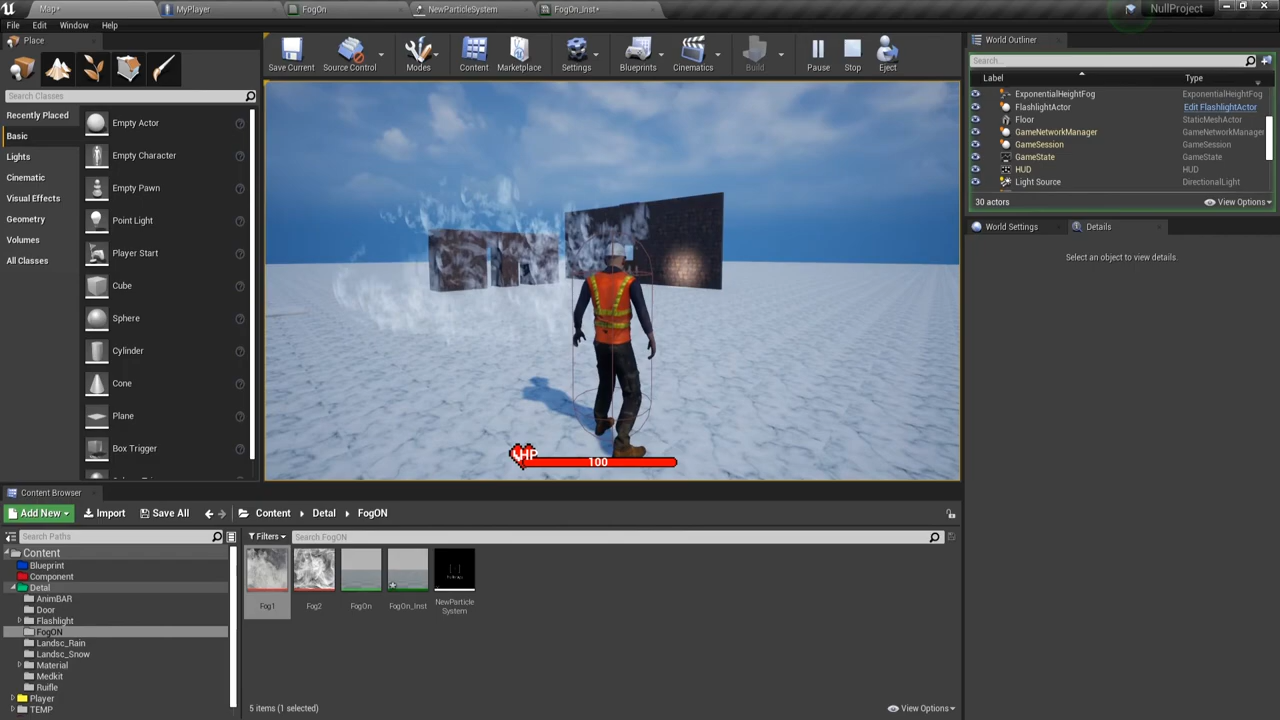 Map*
MyPlayer
FogOn
NewParticleSystem
FogOn_Inst*
NullProject
File
Edit
Window
Help
Place
Search Classes
Recently Placed
Basic
Lights
Cinematic
Visual Effects
Geometry
Volumes
All Classes
Empty Actor
Empty Character
Empty Pawn
Point Light
Player Start
Cube
Sphere
Cylinder
Cone
Plane
Box Trigger
Save Current
Source Control
Modes
Content
Marketplace
Settings
Blueprints
Cinematics
Build
Pause
Stop
Eject
HP
100
World Outliner
Search...
Label
Type
ExponentialHeightFog
ExponentialHeightFog
FlashlightActor
Edit FlashlightActor
Floor
StaticMeshActor
GameNetworkManager
GameNetworkManager
GameSession
GameSession
GameState
GameState
HUD
HUD
Light Source
DirectionalLight
30 actors
View Options
World Settings
Details
Select an object to view details.
Content Browser
Add New
Import
Save All
Content
Detal
FogON
Search Paths
Filters
Search FogON
Content
Blueprint
Component
Detal
AnimBAR
Door
Flashlight
FogON
Landsc_Rain
Landsc_Snow
Material
Medkit
Ruifle
Player
TEMP
Fog1
Fog2
FogOn
FogOn_Inst
NewParticle
System
5 items (1 selected)
View Options